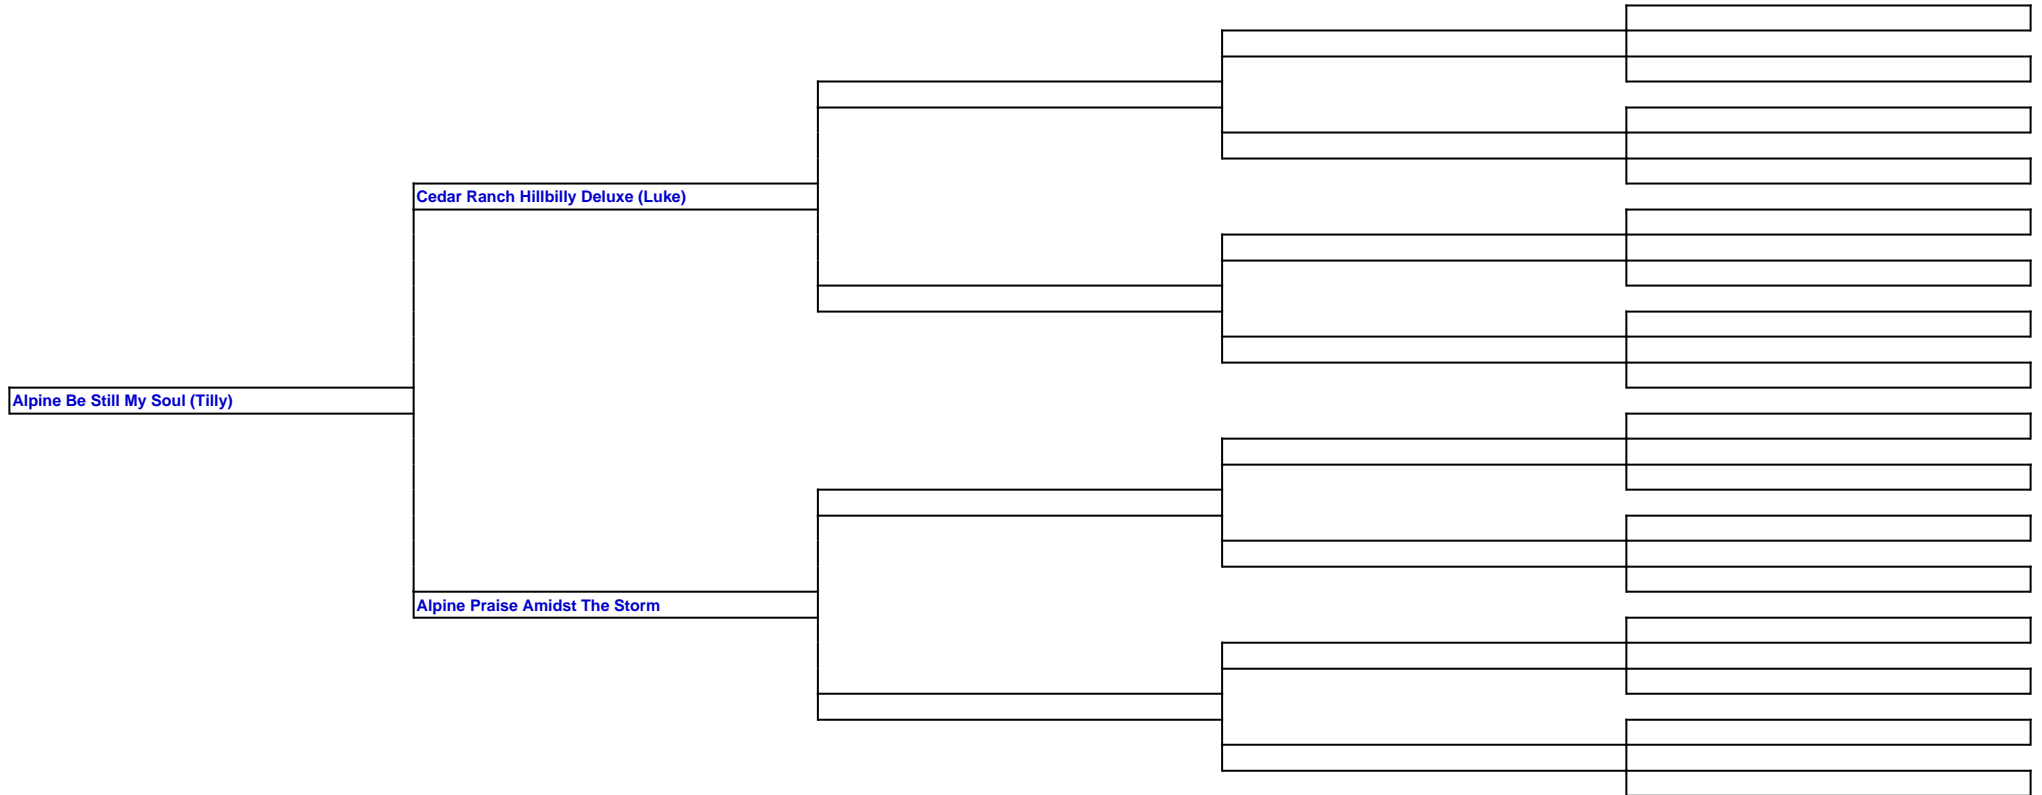 Cedar Ranch Hillbilly Deluxe (Luke)
Alpine Be Still My Soul (Tilly)
Alpine Praise Amidst The Storm